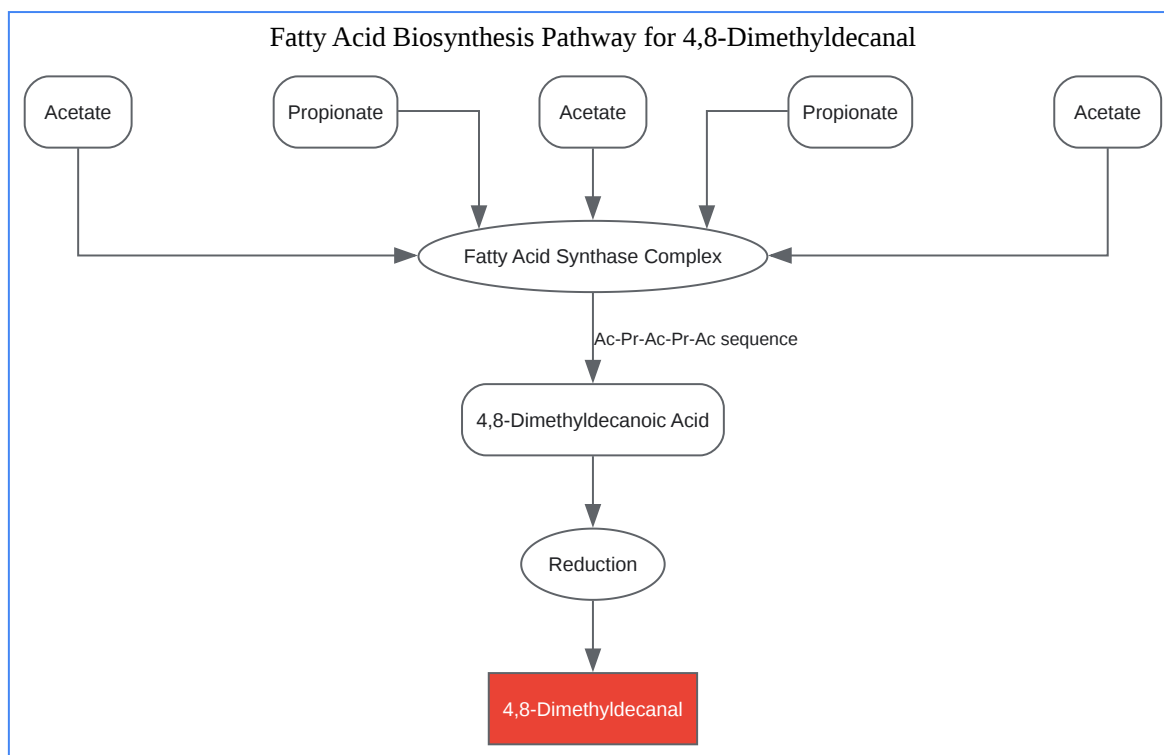 Fatty Acid Biosynthesis Pathway for 4,8-Dimethyldecanal
Acetate
Propionate
Acetate
Propionate
Acetate
Fatty Acid Synthase Complex
Ac-Pr-Ac-Pr-Ac sequence
4,8-Dimethyldecanoic Acid
Reduction
4,8-Dimethyldecanal